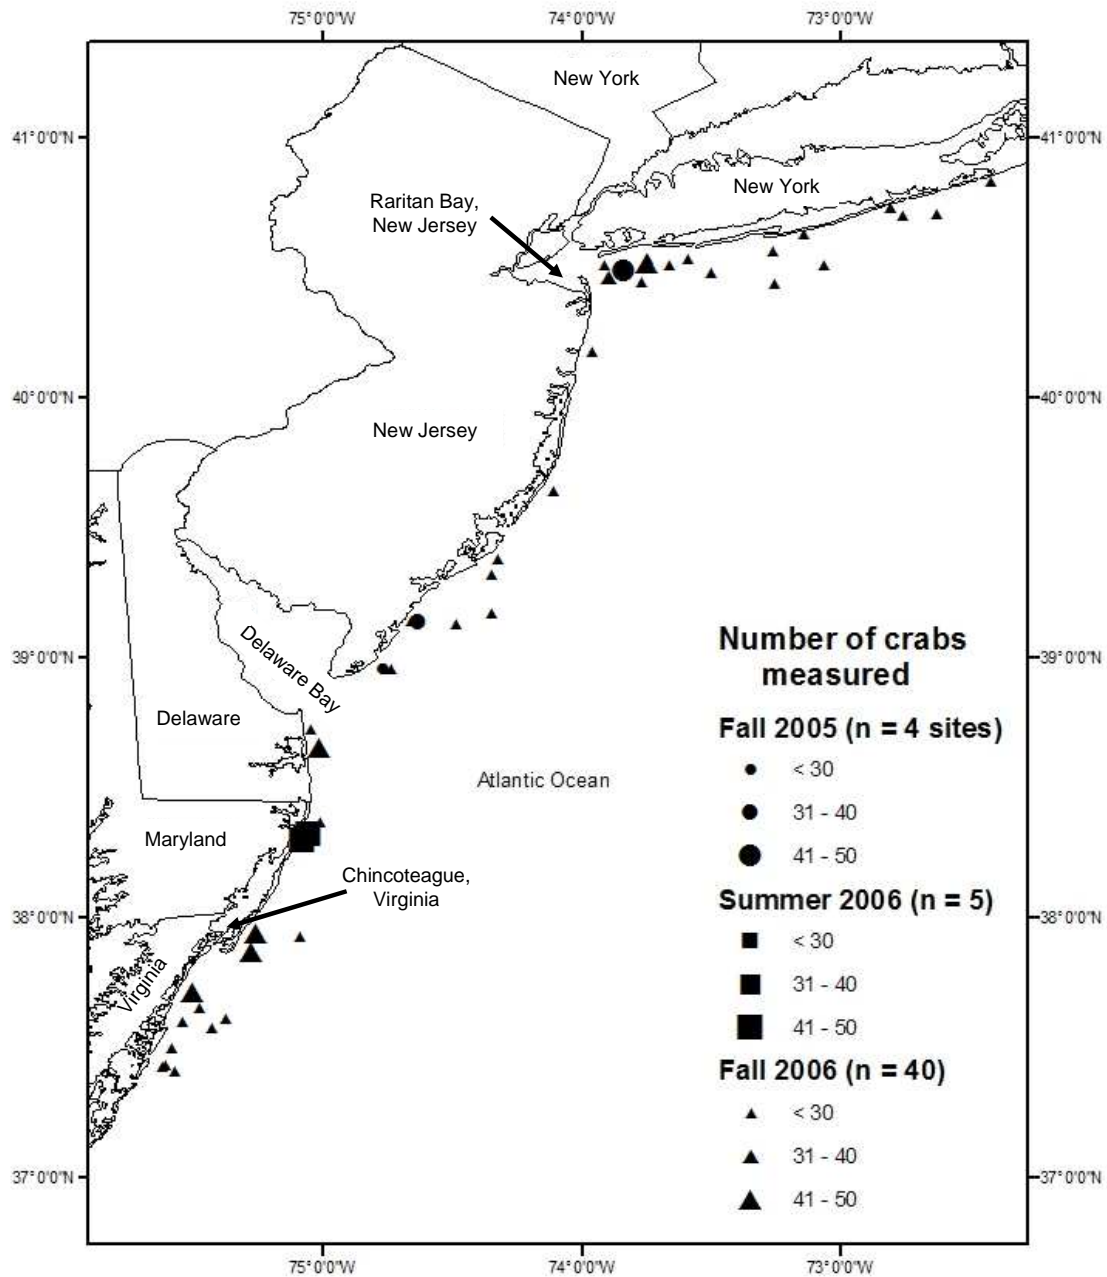 75°0'0"W
74°0'0"W
73°0'0"W
New York
41°0'0"N
41°0'0"N
New York
Raritan Bay,
New Jersey
40°0'0"N
40°0'0"N
New Jersey
39°0'0"N
39°0'0"N
Delaware Bay
Delaware
Atlantic Ocean
Maryland
Chincoteague,
Virginia
38°0'0"N
38°0'0"N
Virginia
37°0'0"N
37°0'0"N
Number of crabs
measured
Fall 2005 (n = 4 sites)
< 30
31 - 40
41 - 50
Summer 2006 (n = 5)
< 30
31 - 40
41 - 50
Fall 2006 (n = 40)
< 30
31 - 40
41 - 50
75°0'0"W
74°0'0"W
73°0'0"W